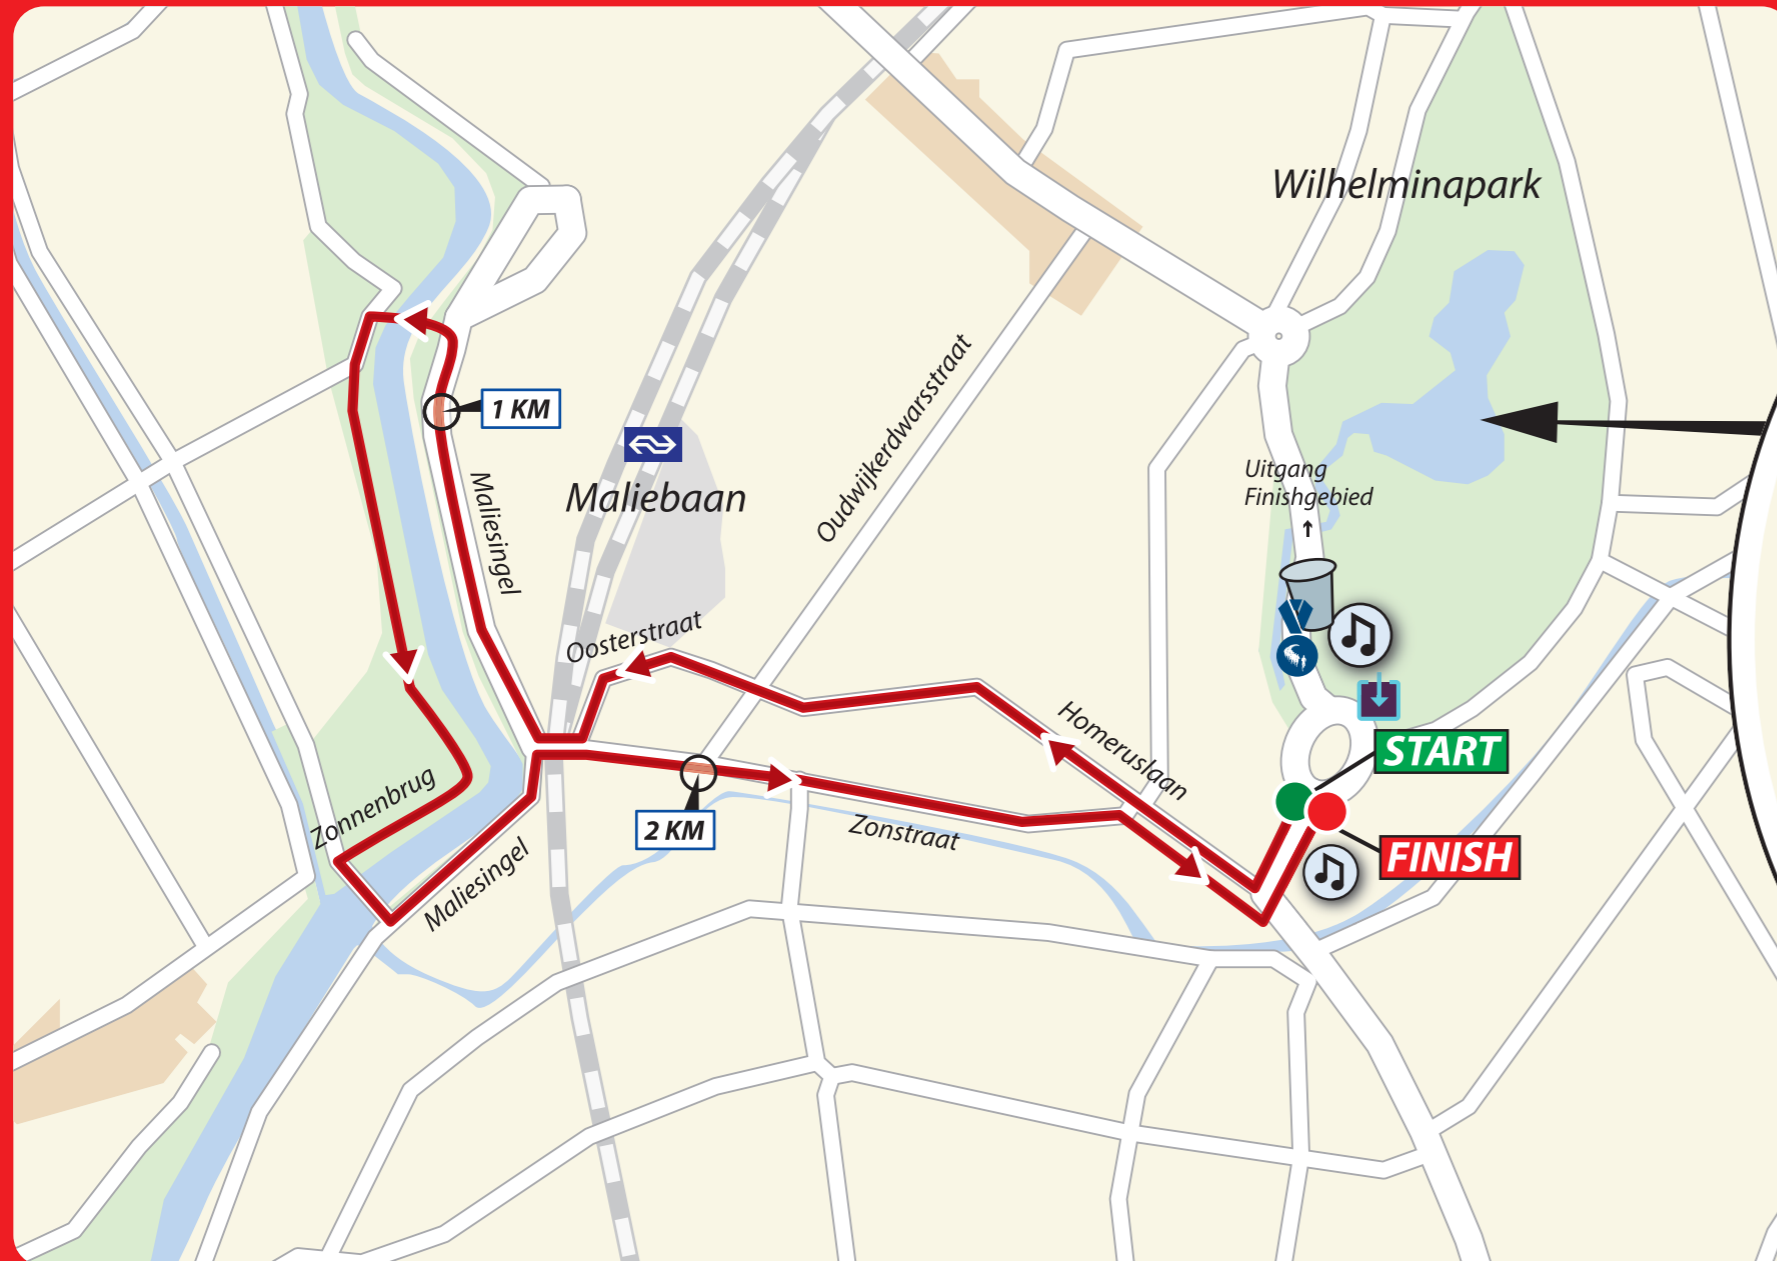 Wilhelminapark
1 KM
Maliesingel
Maliebaan
Oudwijkerdwarsstraat
Uitgang
Finishgebied
Oosterstraat
Homeruslaan
START
Zonnenbrug
2 KM
Zonstraat
FINISH
Maliesingel